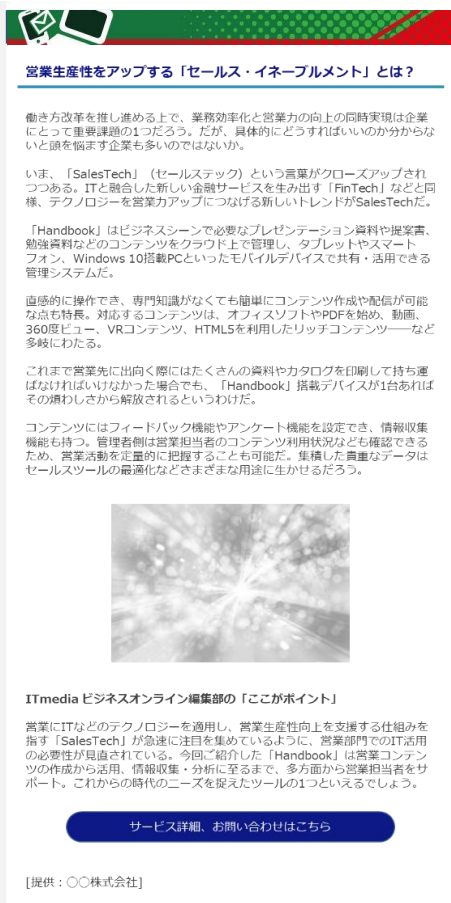 営業生産性をアップする「セールス・イネーブルメント」とは？
働き方改革を推し進める上で、業務効率化と営業力の向上の同時実現は企業
にとって重要課題の1つだろう。だが、具体的にどうすればいいのか分からな
いと頭を悩ます企業も多いのではないか。
いま、「SalesTech」（セールステック）という言葉がクローズアップされ
つつある。ITと融合した新しい金融サービスを生み出す「FinTech」などと同
様、テクノロジーを営業力アップにつなげる新しいトレンドがSalesTechだ。
「Handbook」はビジネスシーンで必要なプレゼンテーション資料や提案書、
勉強資料などのコンテンツをクラウド上で管理し、タブレットやスマート
フォン、Windows 10搭載PCといったモバイルデバイスで共有・活用できる
管理システムだ。
直感的に操作でき、専門知識がなくても簡単にコンテンツ作成や配信が可能
な点も特長。対応するコンテンツは、オフィスソフトやPDFを始め、動画、
360度ビュー、VRコンテンツ、HTML5を利用したリッチコンテンツ――など
多岐にわたる。
これまで営業先に出向く際にはたくさんの資料やカタログを印刷して持ち運
ばなければいけなかった場合でも、「Handbook」搭載デバイスが1台あれば
その煩わしさから解放されるというわけだ。
コンテンツにはフィードバック機能やアンケート機能を設定でき、情報収集
機能も持つ。管理者側は営業担当者のコンテンツ利用状況なども確認できる
ため、営業活動を定量的に把握することも可能だ。集積した貴重なデータは
セールスツールの最適化などさまざまな用途に生かせるだろう。
ITmedia ビジネスオンライン編集部の「ここがポイント」
営業にITなどのテクノロジーを適用し、営業生産性向上を支援する仕組みを
指す「SalesTech」が急速に注目を集めているように、営業部門でのIT活用
の必要性が見直されている。今回ご紹介した「Handbook」は営業コンテン
ツの作成から活用、情報収集・分析に至るまで、多方面から営業担当者をサ
ポート。これからの時代のニーズを捉えたツールの1つといえるでしょう。
サービス詳細、お問い合わせはこちら
[提供：○○株式会社]